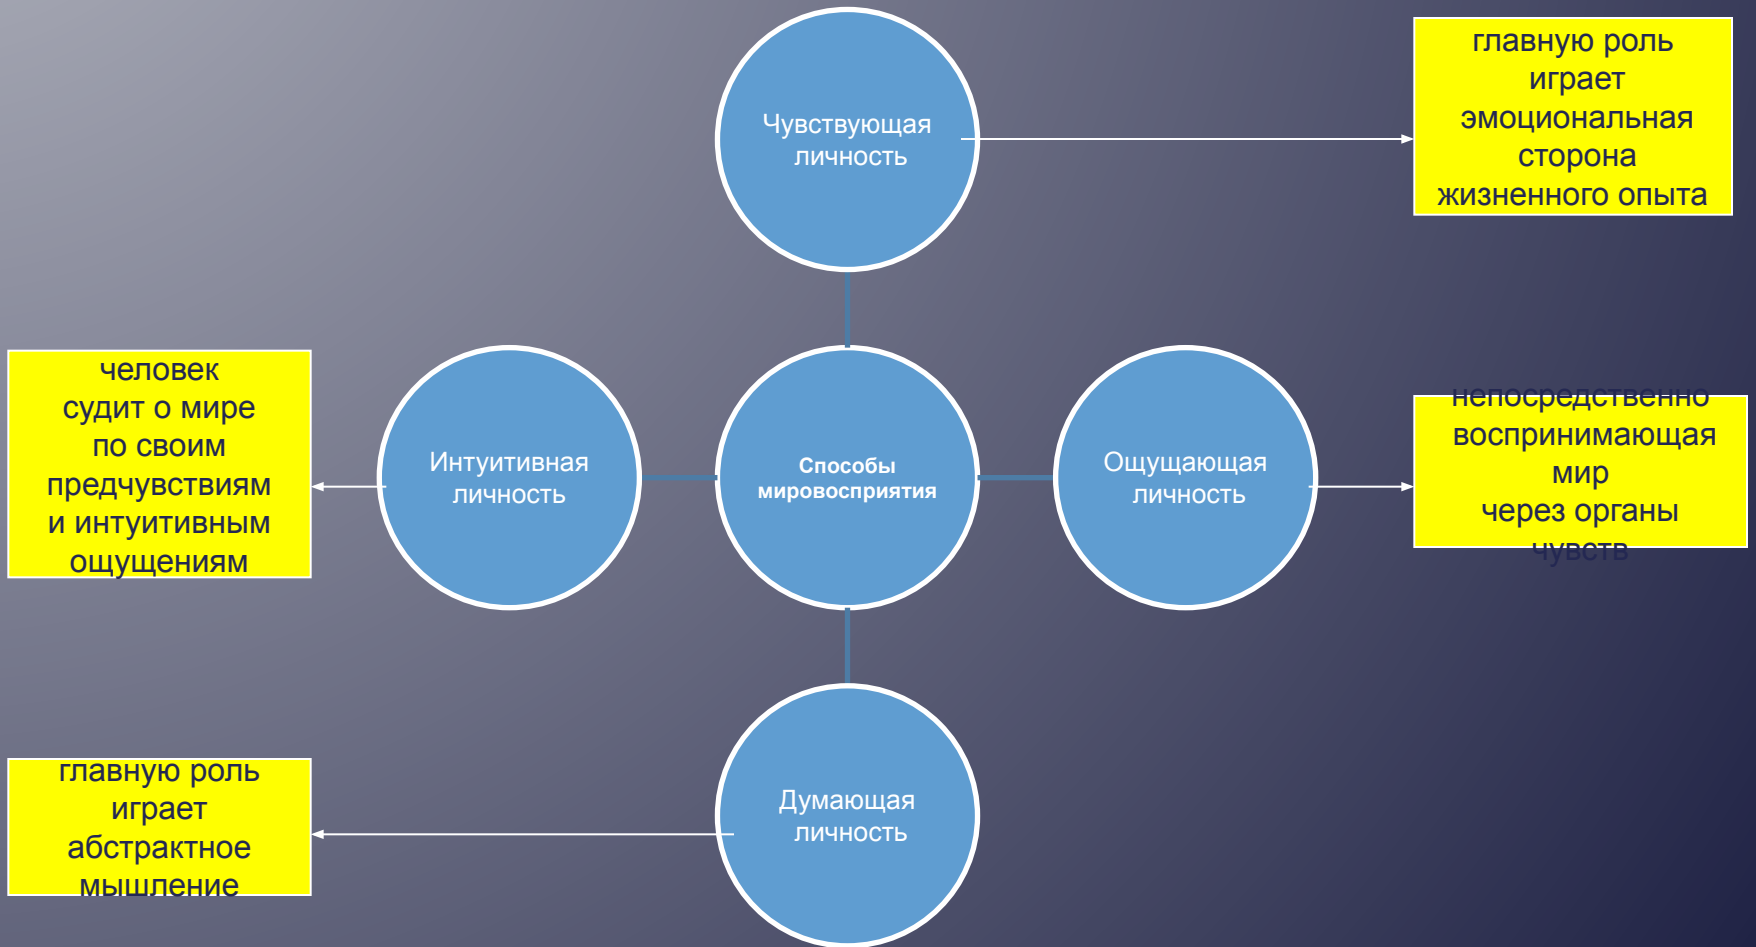 Чувствующая
личность
главную роль
играет
эмоциональная
сторона
жизненного опыта
человек
судит о мире
по своим
предчувствиям
и интуитивным
ощущениям
Интуитивная
личность
Способы
мировосприятия
Ощущающая
личность
непосредственно
воспринимающая
мир
через органы
чувств
главную роль
играет
абстрактное
мышление
Думающая
личность